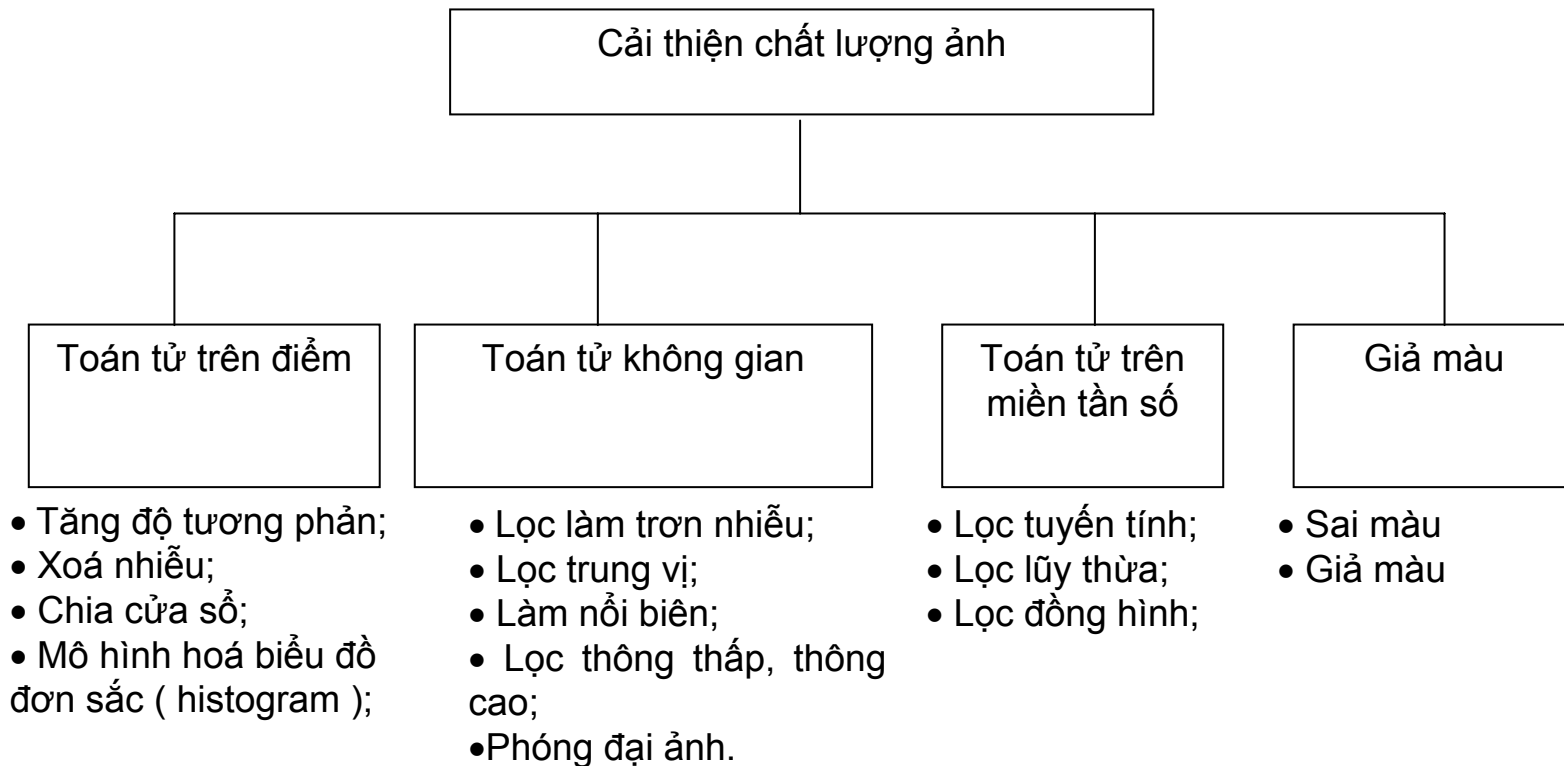 Cải thiện chất lượng ảnh
Toán tử trên điểm
Toán tử không gian
Toán tử trên
miền tần số
Giả màu
• Tăng độ tương phản;
• Xoá nhiễu;
• Chia cửa sổ;
• Mô hình hoá biểu đồ
đơn sắc ( histogram );
• Lọc làm trơn nhiễu;
• Lọc trung vị;
• Làm nổi biên;
• Lọc thông thấp, thông
cao;
•Phóng đại ảnh.
• Lọc tuyến tính;
• Lọc lũy thừa;
• Lọc đồng hình;
• Sai màu
• Giả màu